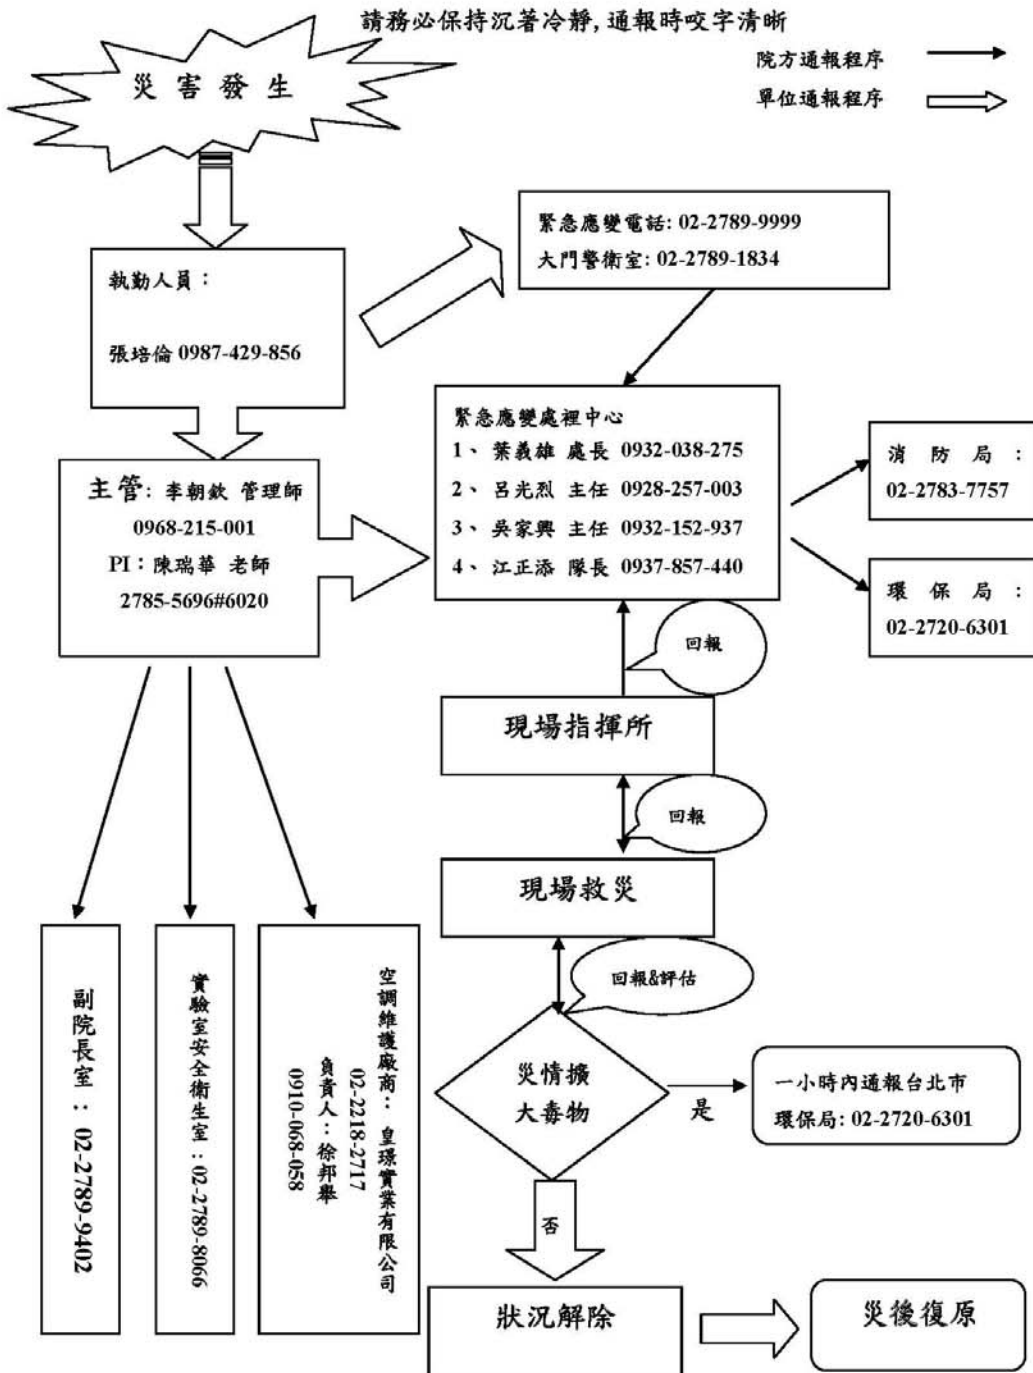 請務必保持沉著冷靜,通報時咬字清晰
災害發生
院方通報程序
單位通報程序
緊急應變電話: 02-2789-9999
大門警衛室: 02-2789-1834
執勤人員：
張培倫 0987-429-856
緊急應變處裡中心
1、 葉義雄 處長 0932-038-275
2、 呂光烈 主任 0928-257-003
3、 吳家興 主任 0932-152-937
4、 江正添 隊長 0937-857-440
消防局：
02-2783-7757
環保局：
02-2720-6301
主管: 李朝欽 管理師
0968-215-001
PI：陳瑞華 老師
2785-5696#6020
回報
現場指揮所
回報
現場救災
回報&評估
副院長室：02-2789-9402
實驗室安全衛生室：02-2789-8066
空調維護廠商：皇璟實業有限公司
02-2218-2717
負責人：徐邦舉
0910-068-058
災情擴
大毒物
是
一小時內通報台北市
環保局: 02-2720-6301
否
狀況解除
災後復原